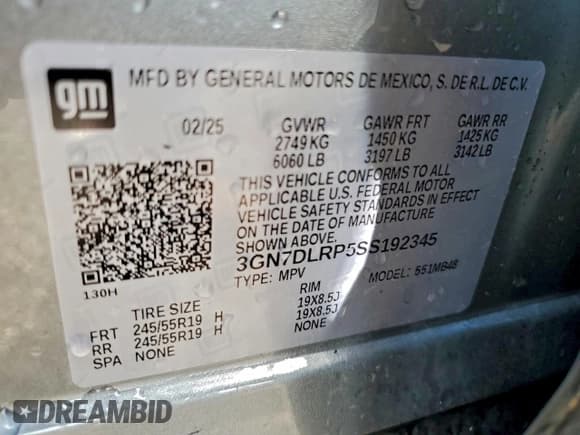 gm
MFD BY GENERAL MOTORS DE MEXICO, S. DE R.L. DE C.V.
02/25 GVWR GAWR FRT GAWR RR
2749 KG 1450 KG 1425 KG
6060 LB 3197 LB 3142 LB
THIS VEHICLE CONFORMS TO ALL
APPLICABLE U.S. FEDERAL MOTOR
VEHICLE SAFETY STANDARDS IN EFFECT
ON THE DATE OF MANUFACTURE
SHOWN ABOVE.
3GN7DLRP5SS192345
TYPE: MPV MODEL: 551MB48
130H
TIRE SIZE RIM
FRT 245/55R19 H 19X8.5J
RR 245/55R19 H 19X8.5J
SPA NONE NONE
DREAMBID